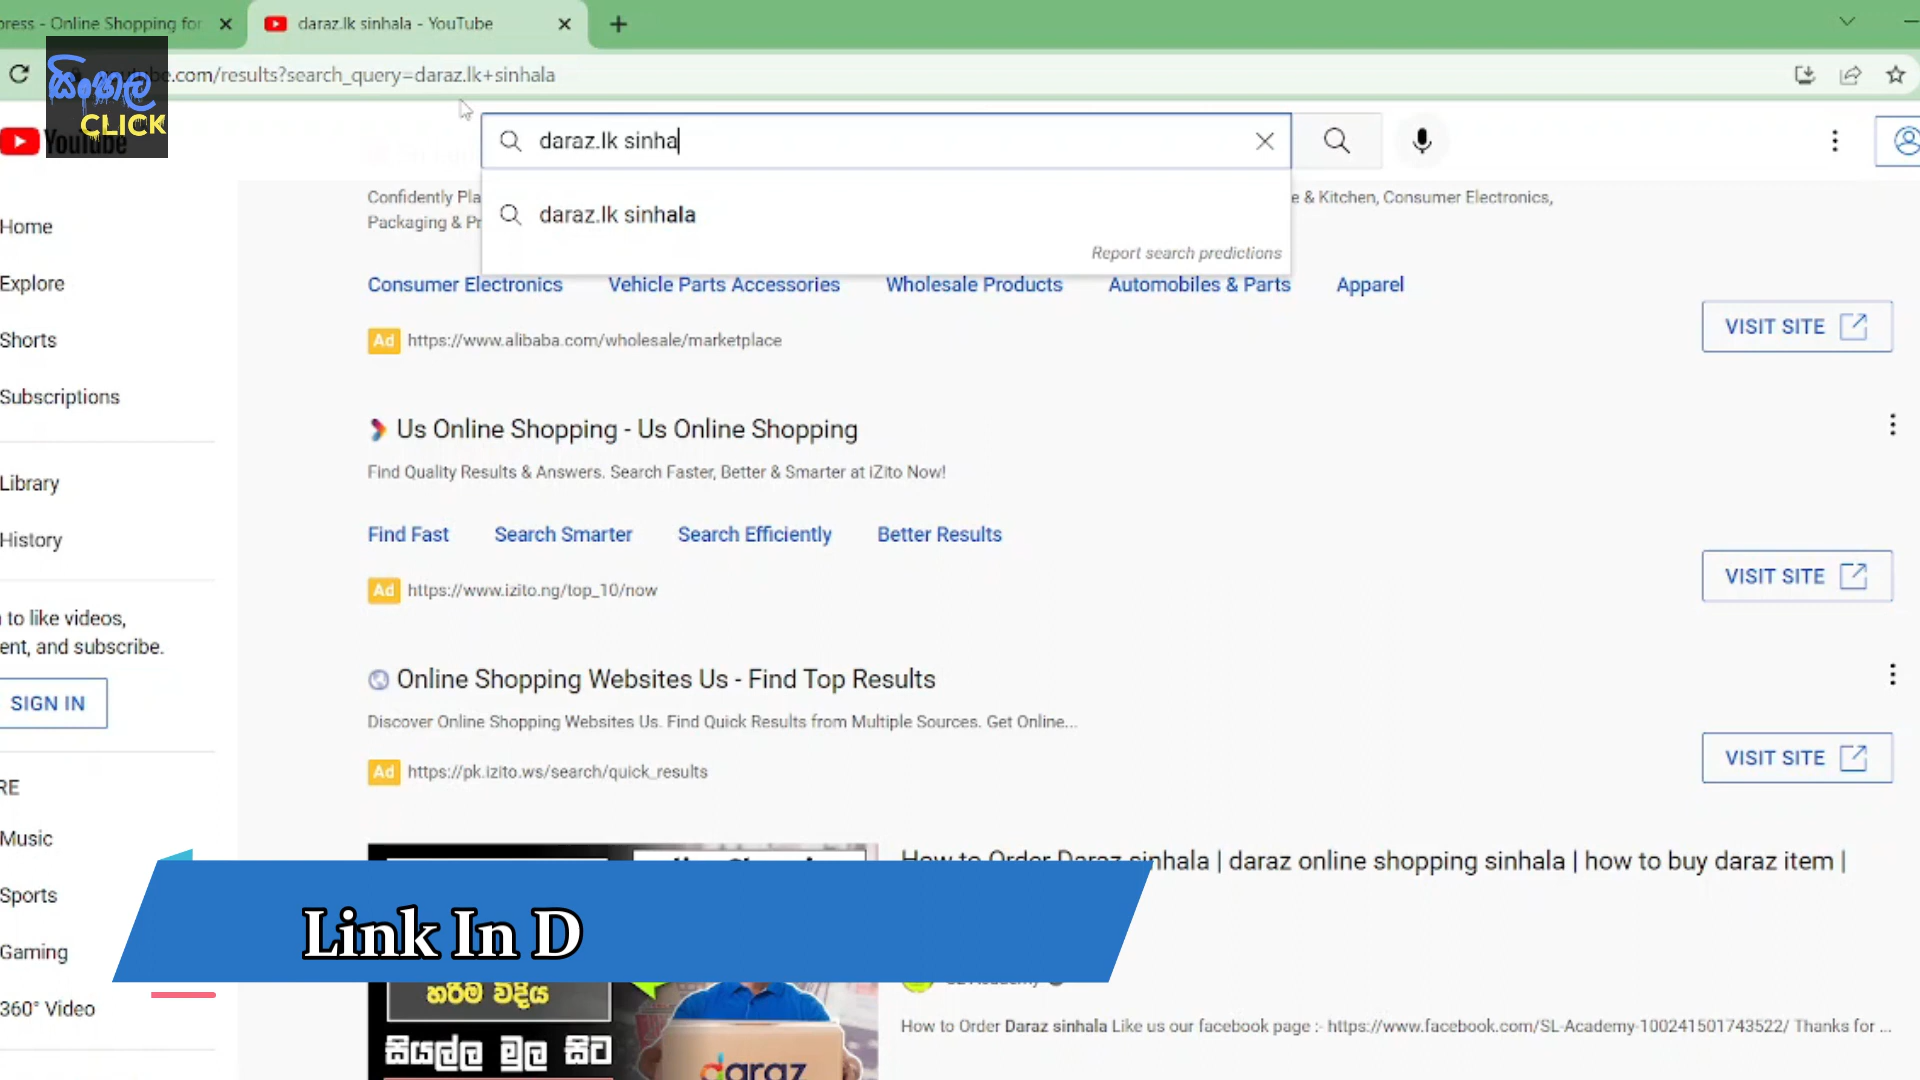 press - Online Shopping for
daraz.lk sinhala - YouTube
සිංහල
CLICK
be.com/results?search_query=daraz.lk+sinhala
YouTube
daraz.lk sinha
daraz.lk sinhala
Report search predictions
Confidently Pla
e & Kitchen, Consumer Electronics,
Packaging & Pr
Consumer Electronics Vehicle Parts Accessories Wholesale Products Automobiles & Parts Apparel
Ad https://www.alibaba.com/wholesale/marketplace
VISIT SITE
Us Online Shopping - Us Online Shopping
Find Quality Results & Answers. Search Faster, Better & Smarter at iZito Now!
Find Fast Search Smarter Search Efficiently Better Results
Ad https://www.izito.ng/top_10/now
VISIT SITE
Online Shopping Websites Us - Find Top Results
Discover Online Shopping Websites Us. Find Quick Results from Multiple Sources. Get Online...
Ad https://pk.izito.ws/search/quick_results
VISIT SITE
Home
Explore
Shorts
Subscriptions
Library
History
to like videos,
ent, and subscribe.
SIGN IN
RE
Music
Sports
Gaming
360° Video
How to Order Daraz sinhala | daraz online shopping sinhala | how to buy daraz item |
Link In D
හරිම විදිය
සියල්ල මුල සිට
daraz
How to Order Daraz sinhala Like us our facebook page :- https://www.facebook.com/SL-Academy-100241501743522/ Thanks for ...